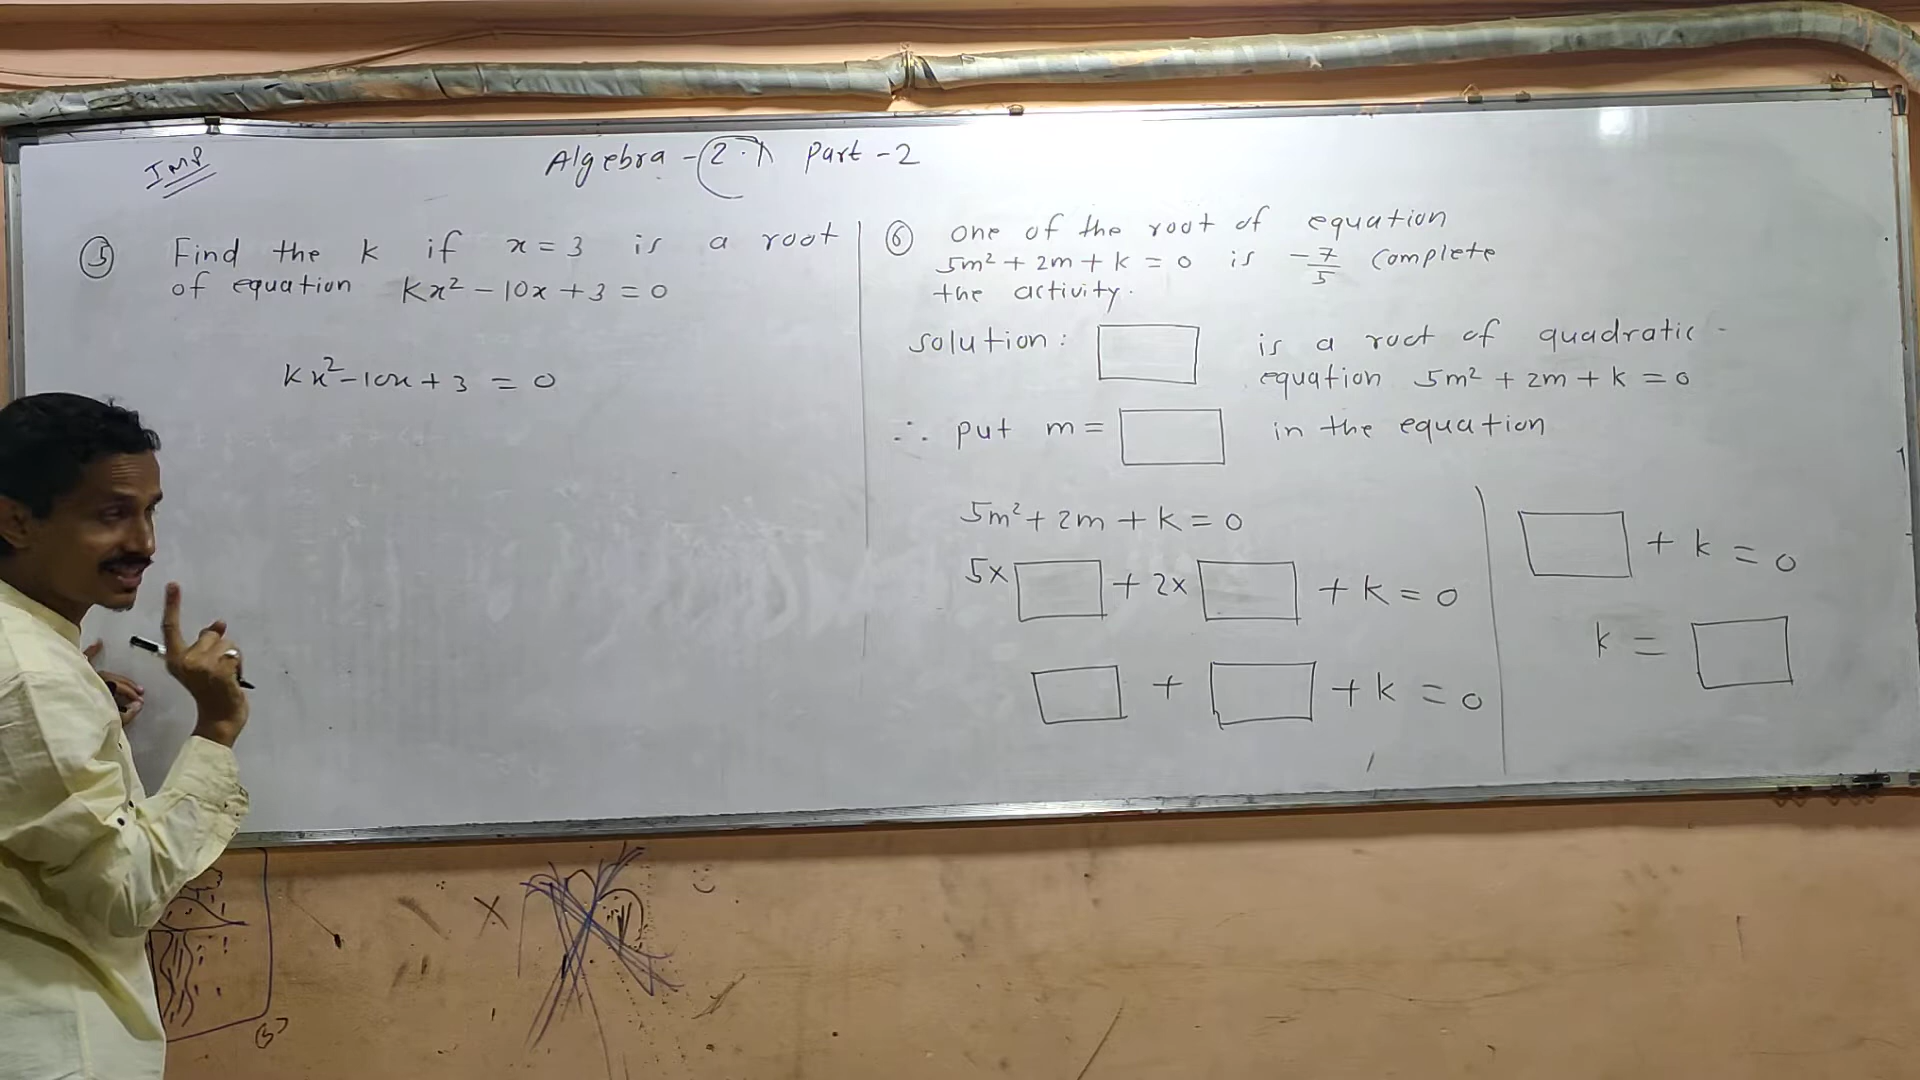 IMP
Algebra - 2.1 Part - 2
⑤ Find the k if x = 3 is a root
of equation kx² - 10x + 3 = 0
kx² - 10x + 3 = 0
⑥ one of the root of equation
5m² + 2m + k = 0 is -7/5 complete
the activity.
solution: □ is a root of quadratic
equation 5m² + 2m + k = 0
∴ put m = □ in the equation
5m² + 2m + k = 0
5x □ + 2x □ + k = 0
□ + □ + k = 0
□ + k = 0
k = □